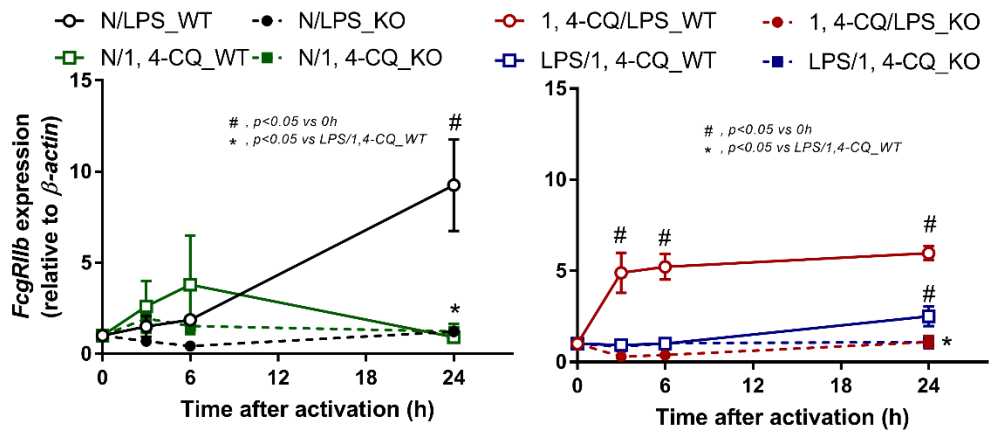 N/LPS_WT N/LPS_KO
N/1, 4-CQ_WT N/1, 4-CQ_KO
FcgRIIb expression
(relative to β-actin)
15
10
5
0
# , p<0.05 vs 0h
* , p<0.05 vs LPS/1,4-CQ_WT
#
*
0 6 12 18 24
Time after activation (h)
1, 4-CQ/LPS_WT 1, 4-CQ/LPS_KO
LPS/1, 4-CQ_WT LPS/1, 4-CQ_KO
15
10
5
0
# , p<0.05 vs 0h
* , p<0.05 vs LPS/1,4-CQ_WT
# # #
#
*
0 6 12 18 24
Time after activation (h)